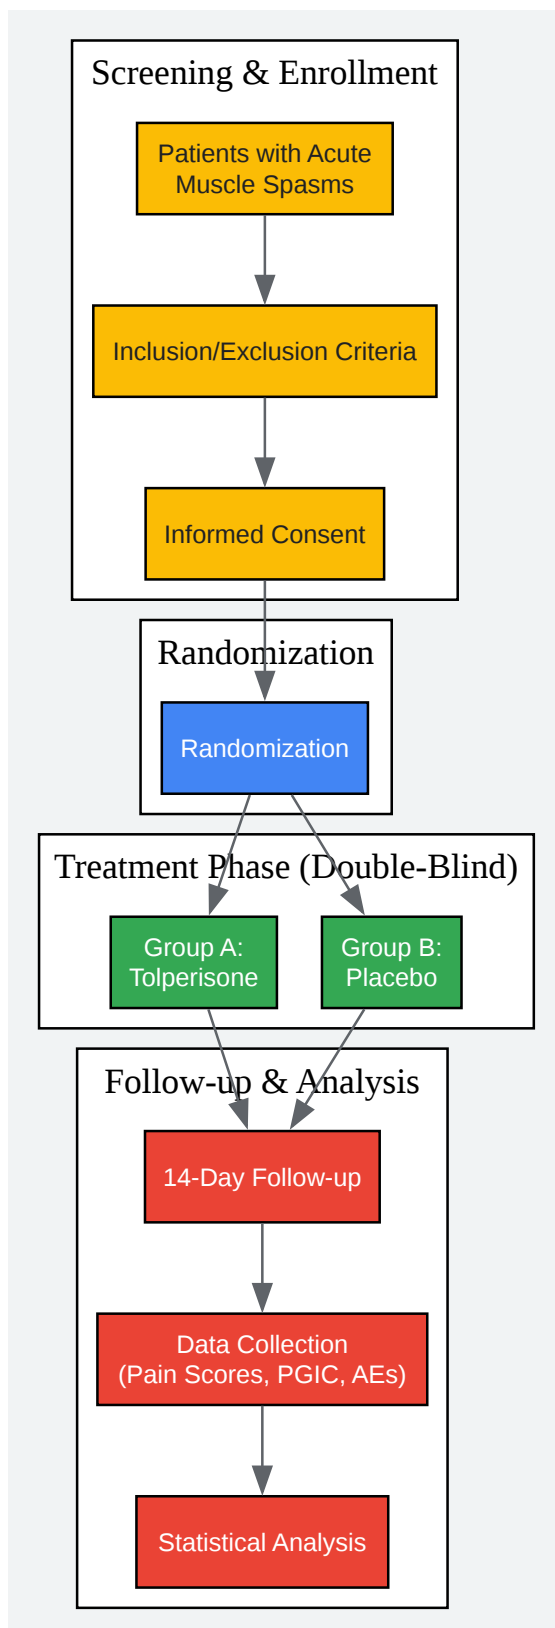 Screening & Enrollment
Patients with Acute
Muscle Spasms
Inclusion/Exclusion Criteria
Informed Consent
Randomization
Randomization
Treatment Phase (Double-Blind)
Group A:
Tolperisone
Group B:
Placebo
Follow-up & Analysis
14-Day Follow-up
Data Collection
(Pain Scores, PGIC, AEs)
Statistical Analysis